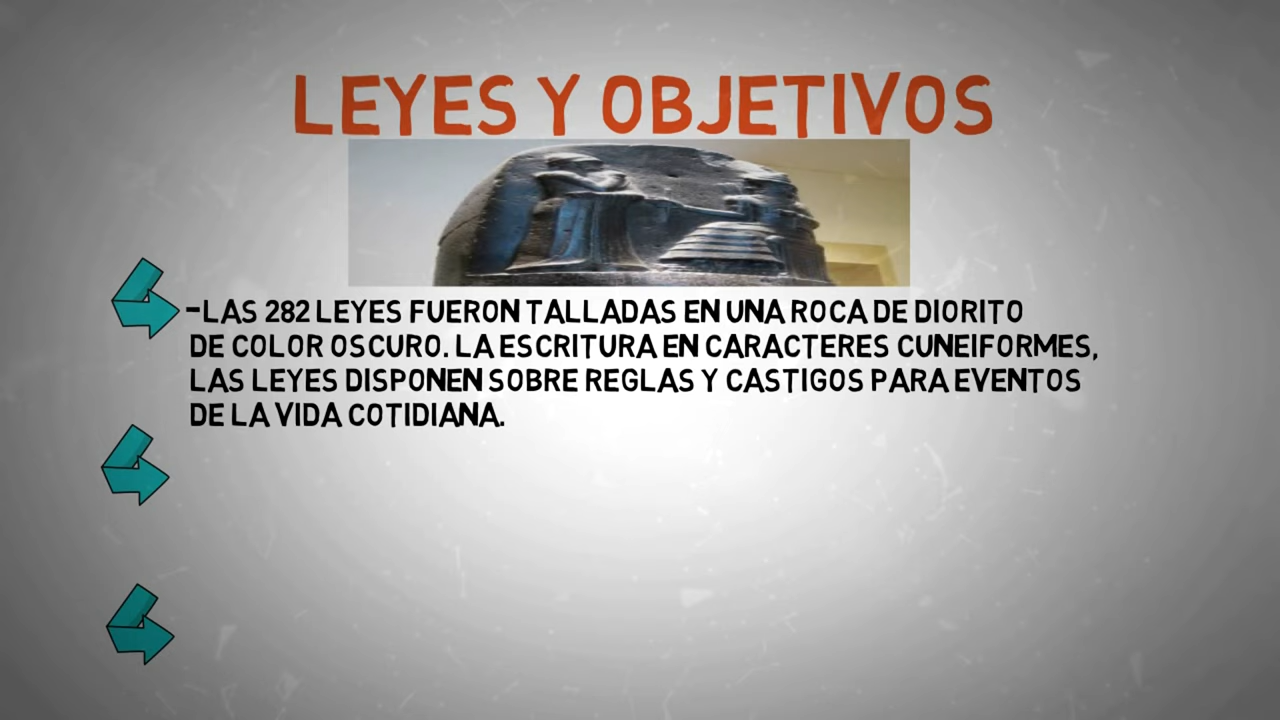 LEYES Y OBJETIVOS
-LAS 282 LEYES FUERON TALLADAS EN UNA ROCA DE DIORITO
DE COLOR OSCURO. LA ESCRITURA EN CARACTERES CUNEIFORMES,
LAS LEYES DISPONEN SOBRE REGLAS Y CASTIGOS PARA EVENTOS
DE LA VIDA COTIDIANA.